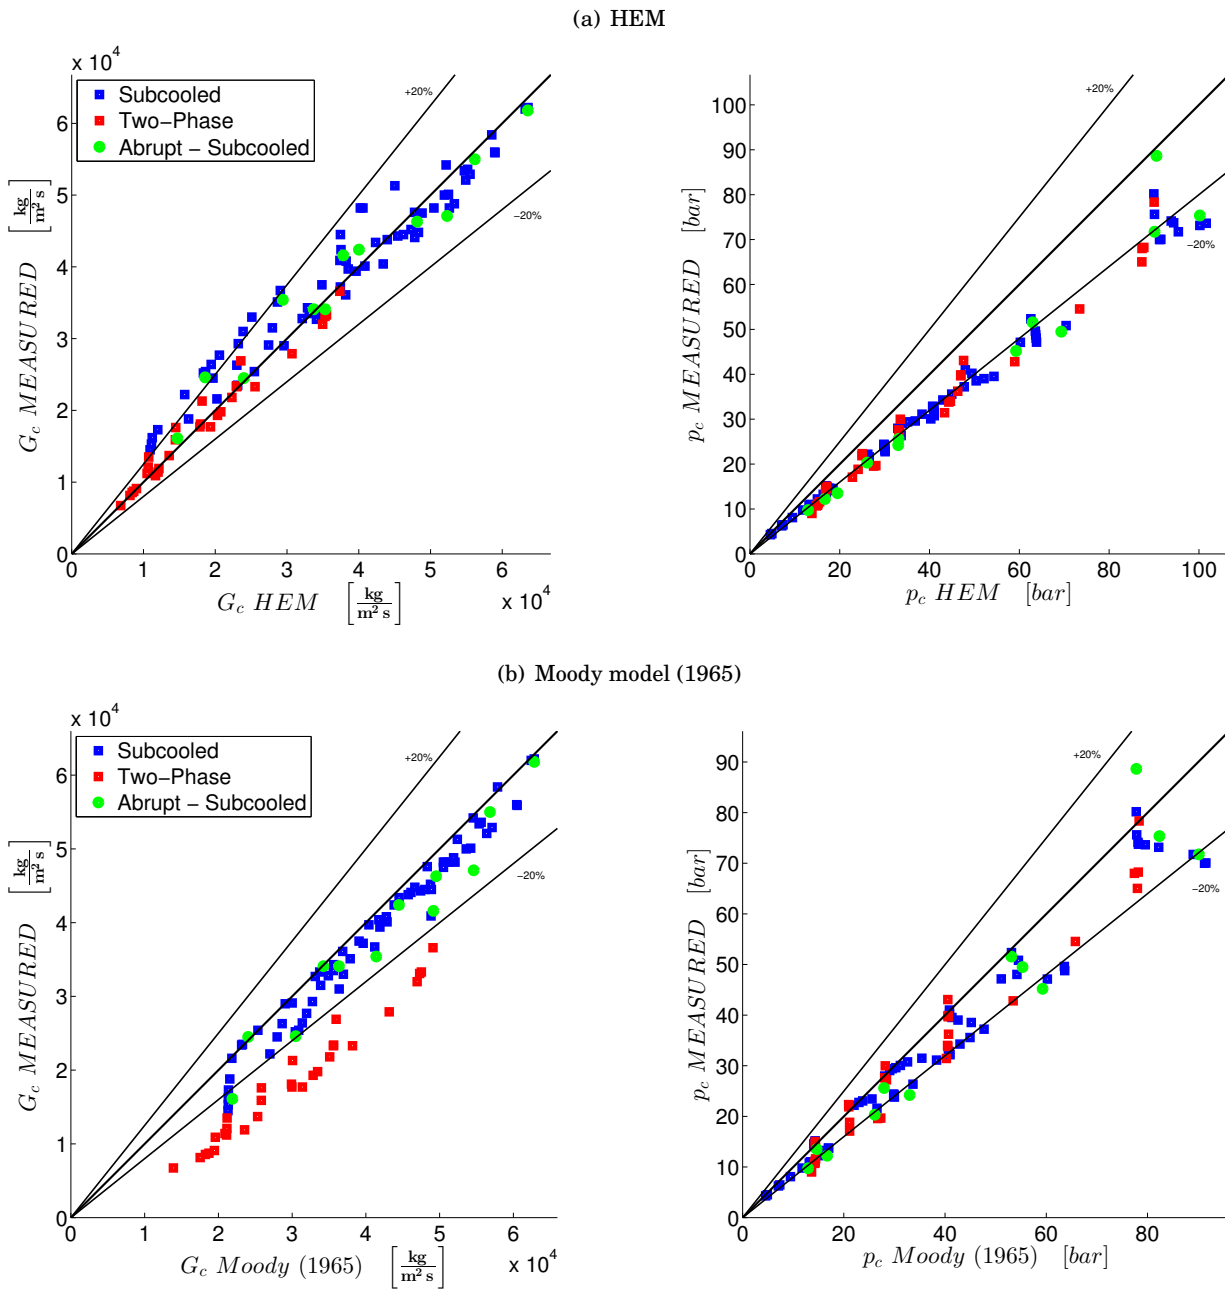 (a) HEM
x 10⁴
Subcooled
Two−Phase
Abrupt − Subcooled
+20%
−20%
G_c MEASURED [kg/m² s]
6
5
4
3
2
1
0
0 1 2 3 4 5 6
G_c HEM [kg/m² s]
x 10⁴
+20%
−20%
p_c MEASURED [bar]
100
90
80
70
60
50
40
30
20
10
0
0 20 40 60 80 100
p_c HEM [bar]
(b) Moody model (1965)
x 10⁴
Subcooled
Two−Phase
Abrupt − Subcooled
+20%
−20%
G_c MEASURED [kg/m² s]
6
5
4
3
2
1
0
0 1 2 3 4 5 6
G_c Moody (1965) [kg/m² s]
x 10⁴
+20%
−20%
p_c MEASURED [bar]
90
80
70
60
50
40
30
20
10
0
0 20 40 60 80
p_c Moody (1965) [bar]